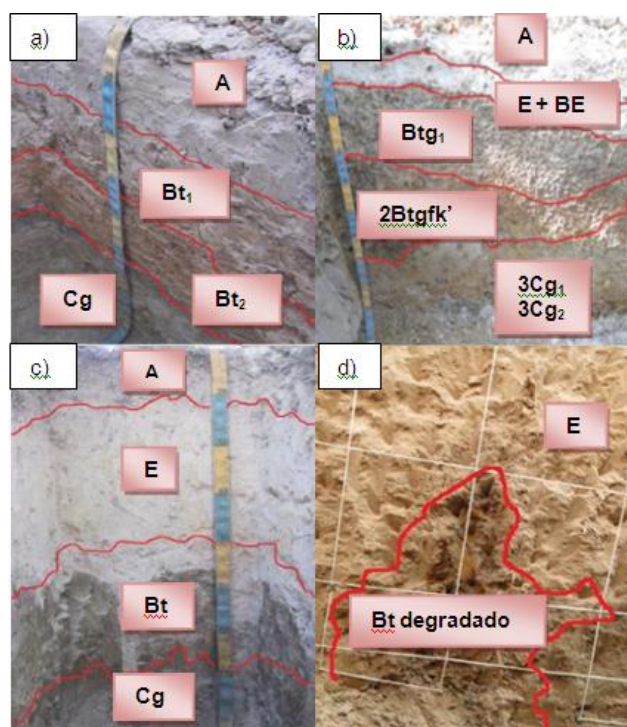 a)
A
Bt₁
Bt₂
Cg
b)
A
E + BE
Btg₁
2Btgfk’
3Cg₁
3Cg₂
c)
A
E
Bt
Cg
d)
E
Bt degradado